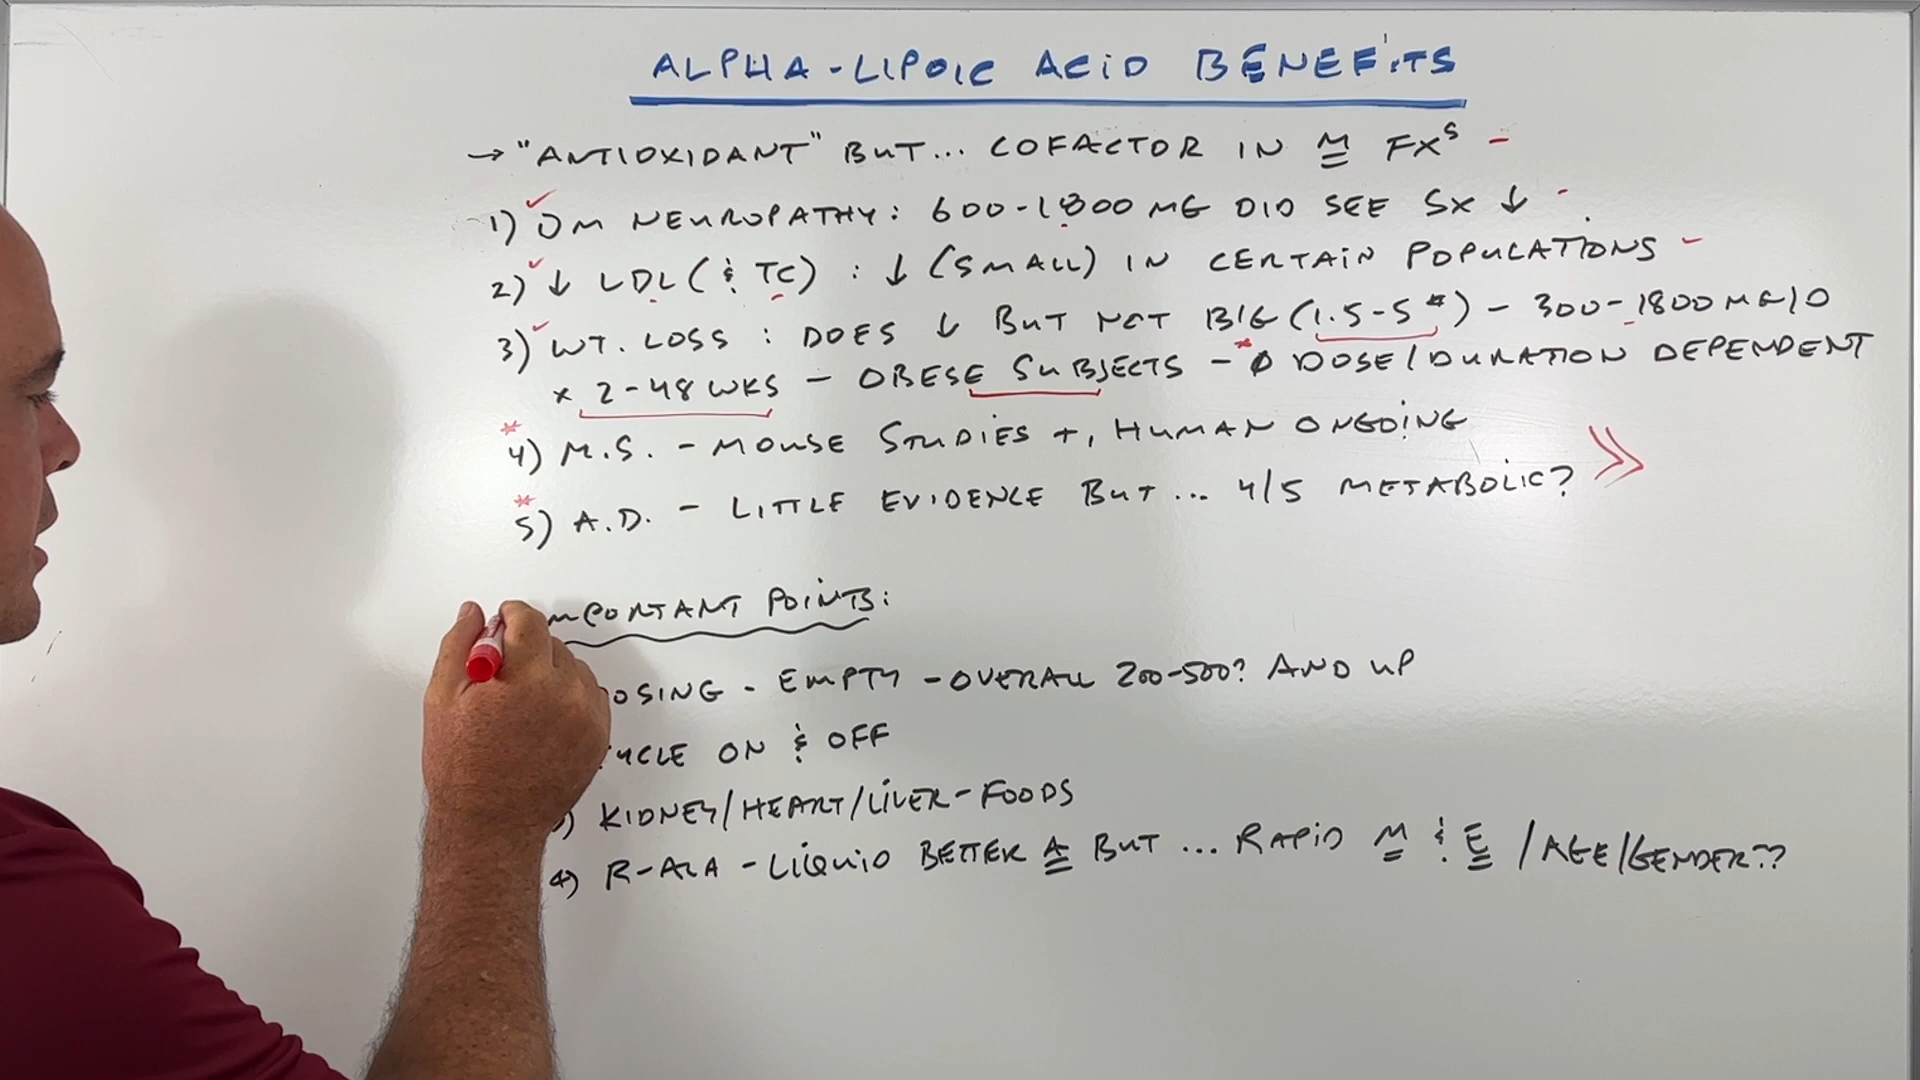 ALPHA-LIPOIC ACID BENEFITS
→ "ANTIOXIDANT" BUT... COFACTOR IN M FXS -
1) DM NEUROPATHY: 600-1800 MG DID SEE SX ↓ -
2) ↓ LDL (& TC) : ↓ (SMALL) IN CERTAIN POPULATIONS -
3) WT. LOSS : DOES ↓ BUT NOT BIG (1.5-5 #) - 300-1800 MG/D
x 2-48 WKS - OBESE SUBJECTS - * Ø DOSE/DURATION DEPENDENT
* 4) M.S. - MOUSE STUDIES +, HUMAN ONGOING
* 5) A.D. - LITTLE EVIDENCE BUT... 4/5 METABOLIC? >>
MPORTANT POINTS:
OSING - EMPTY - OVERALL 200-500? AND UP
YCLE ON & OFF
) KIDNEY/HEART/LIVER-FOODS
4) R-ALA - LIQUID BETTER A BUT ... RAPID M & E /AGE/GENDER??